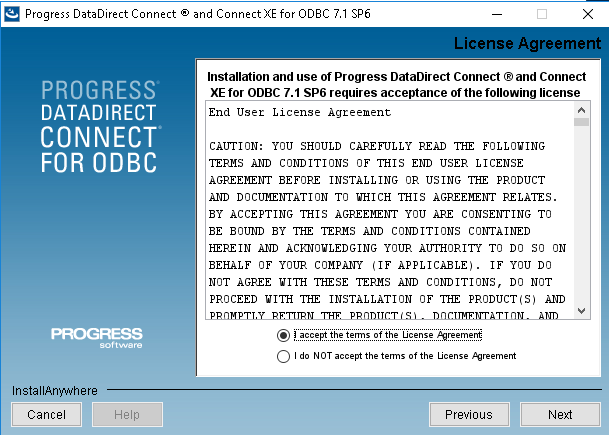 Progress DataDirect Connect ® and Connect XE for ODBC 7.1 SP6
License Agreement
PROGRESS®
DATADIRECT
CONNECT®
FOR ODBC
Installation and use of Progress DataDirect Connect ® and Connect
XE for ODBC 7.1 SP6 requires acceptance of the following license
End User License Agreement
CAUTION: YOU SHOULD CAREFULLY READ THE FOLLOWING
TERMS AND CONDITIONS OF THIS END USER LICENSE
AGREEMENT BEFORE INSTALLING OR USING THE PRODUCT
AND DOCUMENTATION TO WHICH THIS AGREEMENT RELATES.
BY ACCEPTING THIS AGREEMENT YOU ARE CONSENTING TO
BE BOUND BY THE TERMS AND CONDITIONS CONTAINED
HEREIN AND ACKNOWLEDGING YOUR AUTHORITY TO DO SO ON
BEHALF OF YOUR COMPANY (IF APPLICABLE). IF YOU DO
NOT AGREE WITH THESE TERMS AND CONDITIONS, DO NOT
PROCEED WITH THE INSTALLATION OF THE PRODUCT(S) AND
PROMPTLY RETURN THE PRODUCT(S), DOCUMENTATION, AND
I accept the terms of the License Agreement
I do NOT accept the terms of the License Agreement
PROGRESS
software
InstallAnywhere
Cancel
Help
Previous
Next